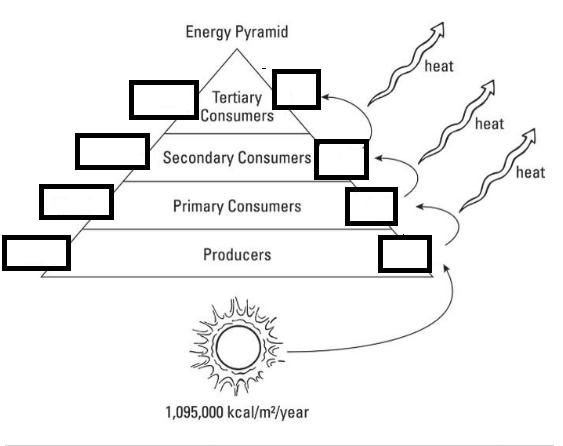 Energy Pyramid
heat
Tertiary
Consumers
heat
Secondary Consumers
heat
Primary Consumers
Producers
1,095,000 kcal/m²/year